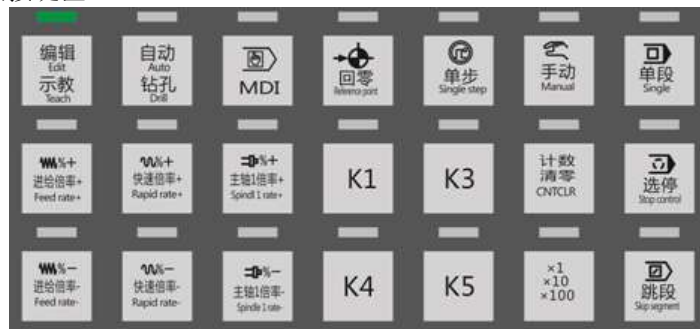 编辑
Edit
示教
Teach
自动
Auto
钻孔
Drill
MDI
回零
Reference point
单步
Single step
手动
Manual
单段
Single
%+
进给倍率+
Feed rate+
%+
快速倍率+
Rapid rate+
%+
主轴1倍率+
Spindl 1 rate+
K1
K3
计数
清零
CNTCLR
选停
Stop control
%−
进给倍率-
Feed rate-
%−
快速倍率-
Rapid rate-
%−
主轴1倍率-
Spindle 1 rate-
K4
K5
×1
×10
×100
跳段
Skip segment